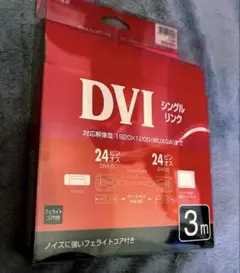 DVI
シングル
リンク
対応解像度 1920×1200(WUXGA)まで
24ピン
オス
DVI-D
24ピン
オス
DVI-D
フェライト
コア付き
3m
ノイズに強いフェライトコア付き